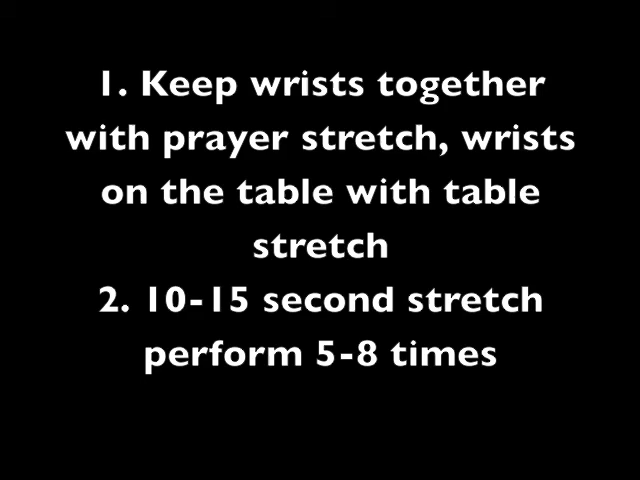 1. Keep wrists together
with prayer stretch, wrists
on the table with table
stretch
2. 10-15 second stretch
perform 5-8 times